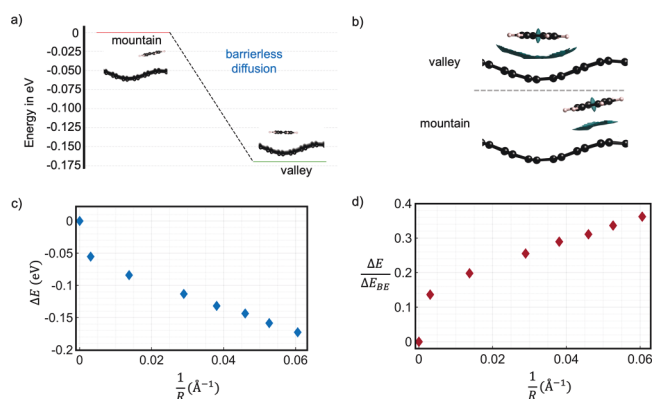 a)
Energy in eV
0
-0.025
-0.050
-0.075
-0.100
-0.125
-0.150
-0.175
mountain
barrierless
diffusion
valley
b)
valley
mountain
c)
ΔE (eV)
0
-0.05
-0.1
-0.15
-0.2
0
0.02
0.04
0.06
1/R (Å⁻¹)
d)
ΔE/ΔE_BE
0.4
0.3
0.2
0.1
0
0
0.02
0.04
0.06
1/R (Å⁻¹)